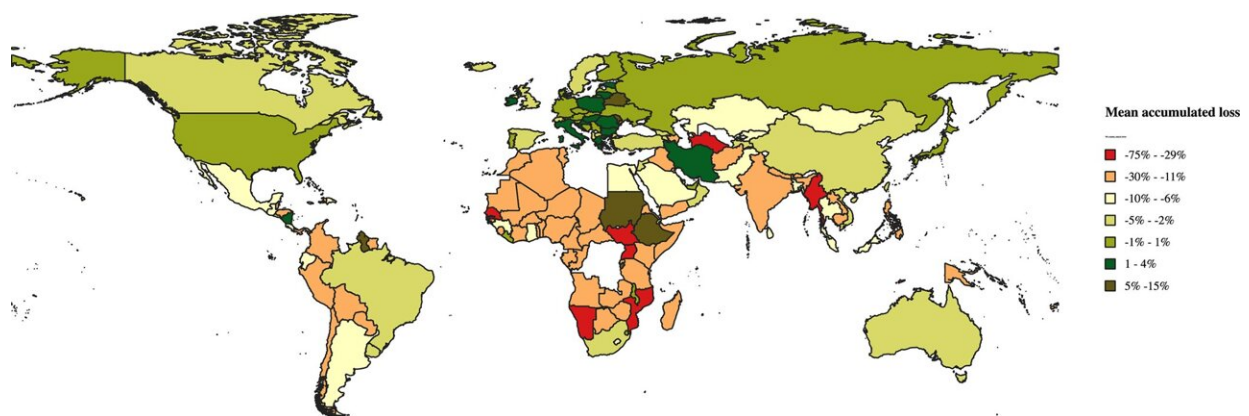 Mean accumulated loss
-75% - -29%
-30% - -11%
-10% - -6%
-5% - -2%
-1% - 1%
1 - 4%
5% -15%